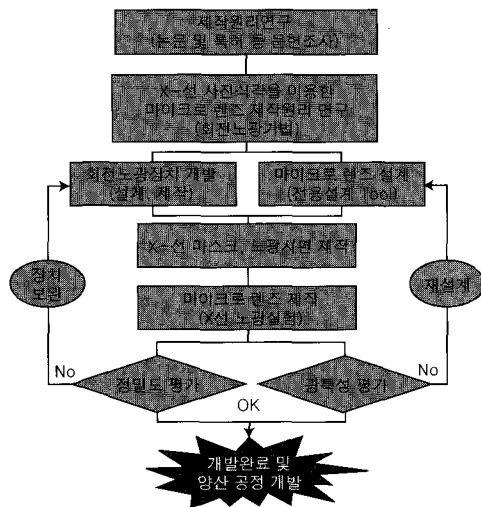 제작원리연구
(논문 및 특허 등 문헌조사)
X-선 사진식각을 이용한
마이크로 렌즈 제작원리 연구
(회전노광기법)
회전노광장치 개발
(설계, 제작)
마이크로 렌즈 설계
(전용설계 Tool)
X-선 마스크, 노광시편 제작
장치
보완
재설계
마이크로 렌즈 제작
(X선 노광실험)
No
No
정밀도 평가
광특성 평가
OK
개발완료 및
양산 공정 개발